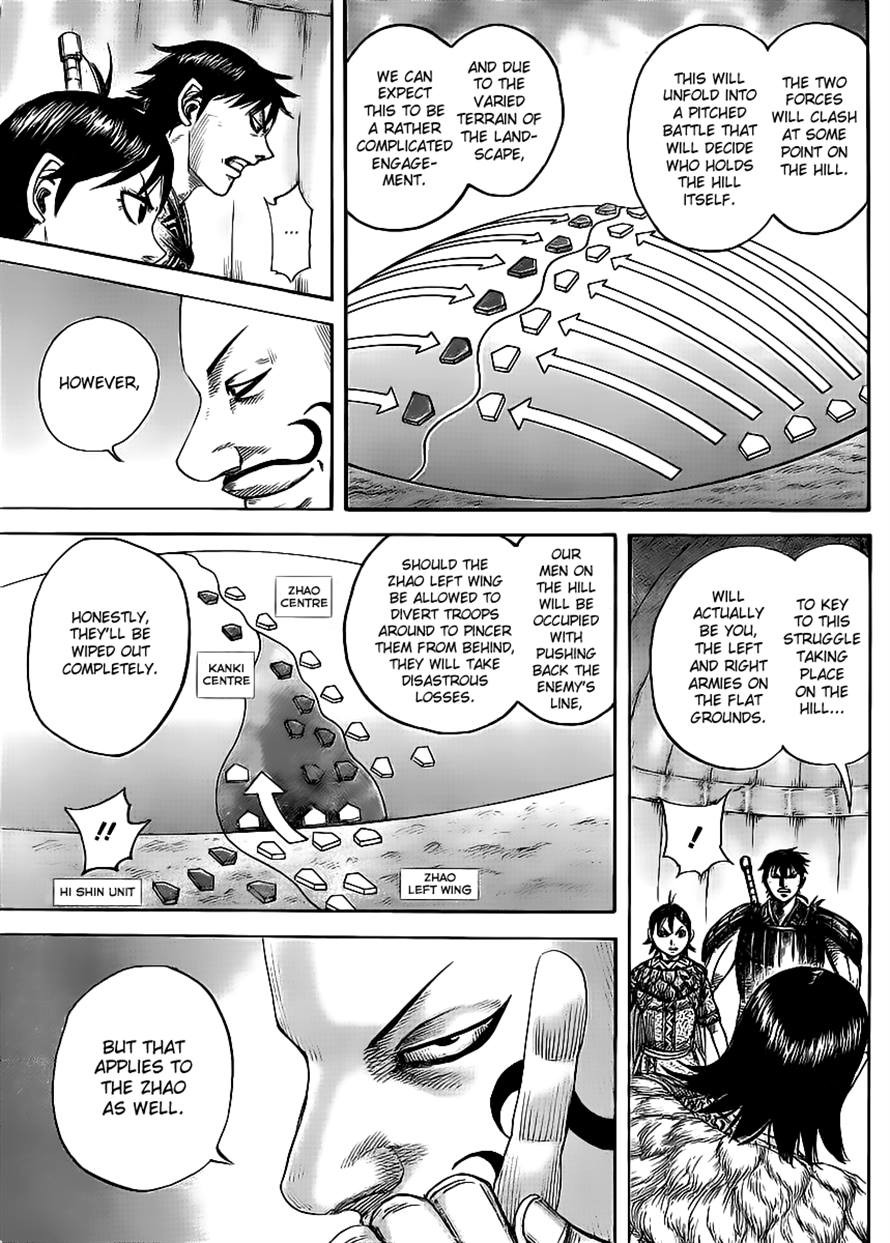 THE TWO
FORCES
WILL CLASH
AT SOME
POINT ON
THE HILL.
THIS WILL
UNFOLD INTO
A PITCHED
BATTLE THAT
WILL DECIDE
WHO HOLDS
THE HILL
ITSELF.
AND DUE
TO THE
VARIED
TERRAIN OF
THE LAND-
SCAPE,
WE CAN
EXPECT
THIS TO BE
A RATHER
COMPLICATED
ENGAGE-
MENT.
...
HOWEVER,
TO KEY
TO THIS
STRUGGLE
TAKING
PLACE
ON THE
HILL...
WILL
ACTUALLY
BE YOU,
THE LEFT
AND RIGHT
ARMIES ON
THE FLAT
GROUNDS.
!
OUR
MEN ON
THE HILL
WILL BE
OCCUPIED
WITH
PUSHING
BACK THE
ENEMY'S
LINE,
SHOULD THE
ZHAO LEFT WING
BE ALLOWED TO
DIVERT TROOPS
AROUND TO PINCER
THEM FROM BEHIND,
THEY WILL TAKE
DISASTROUS
LOSSES.
ZHAO
CENTRE
KANKI
CENTRE
HONESTLY,
THEY'LL BE
WIPED OUT
COMPLETELY.
!!
HI SHIN UNIT
ZHAO
LEFT WING
BUT THAT
APPLIES TO
THE ZHAO
AS WELL.